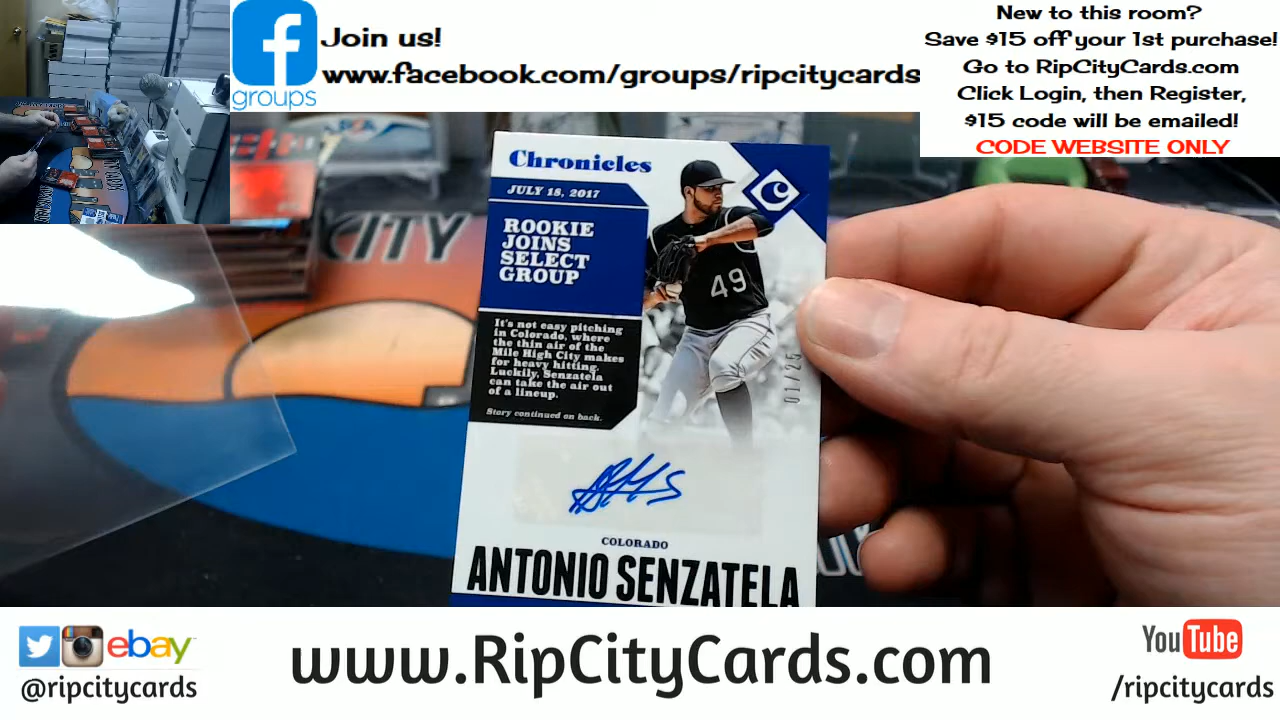 Join us!
www.facebook.com/groups/ripcitycards
groups
New to this room?
Save $15 off your 1st purchase!
Go to RipCityCards.com
Click Login, then Register,
$15 code will be emailed!
CODE WEBSITE ONLY
CITY
Chronicles
C
JULY 18, 2017
ROOKIE
JOINS
SELECT
GROUP
49
It's not easy pitching
in Colorado, where
the thin air of the
Mile High City makes
for heavy hitting.
Luckily, Senzatela
can take the air out
of a lineup.
Story continued on back.
01/25
COLORADO
ANTONIO SENZATELA
ebay
@ripcitycards
www.RipCityCards.com
YouTube
/ripcitycards